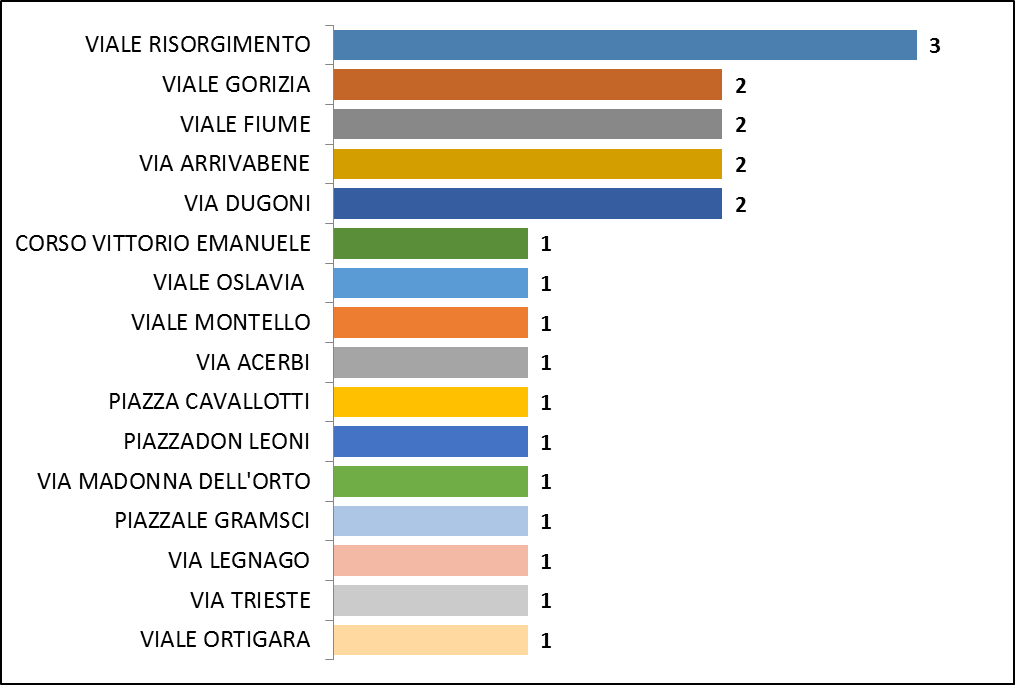 VIALE RISORGIMENTO 3
VIALE GORIZIA 2
VIALE FIUME 2
VIA ARRIVABENE 2
VIA DUGONI 2
CORSO VITTORIO EMANUELE 1
VIALE OSLAVIA 1
VIALE MONTELLO 1
VIA ACERBI 1
PIAZZA CAVALLOTTI 1
PIAZZADON LEONI 1
VIA MADONNA DELL'ORTO 1
PIAZZALE GRAMSCI 1
VIA LEGNAGO 1
VIA TRIESTE 1
VIALE ORTIGARA 1